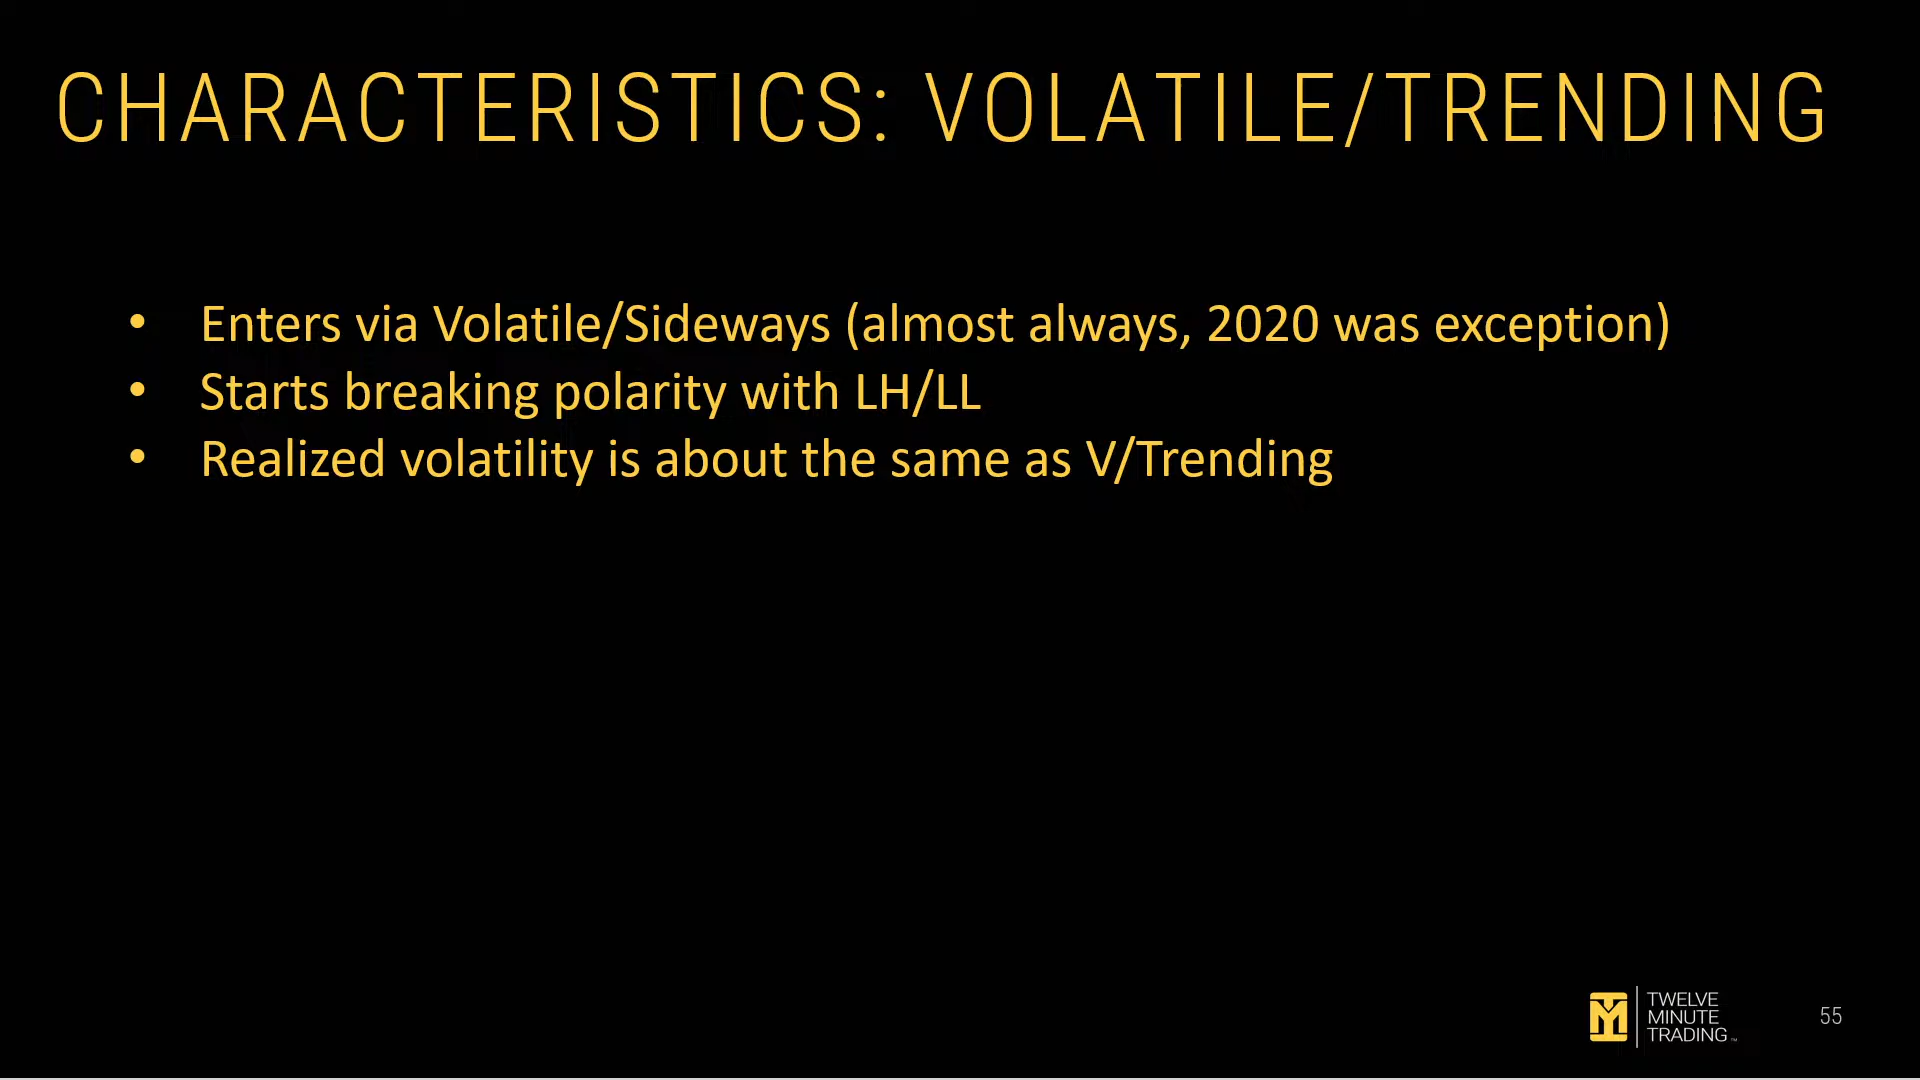 CHARACTERISTICS: VOLATILE/TRENDING
• Enters via Volatile/Sideways (almost always, 2020 was exception)
• Starts breaking polarity with LH/LL
• Realized volatility is about the same as V/Trending
TWELVE
MINUTE
TRADING™
55